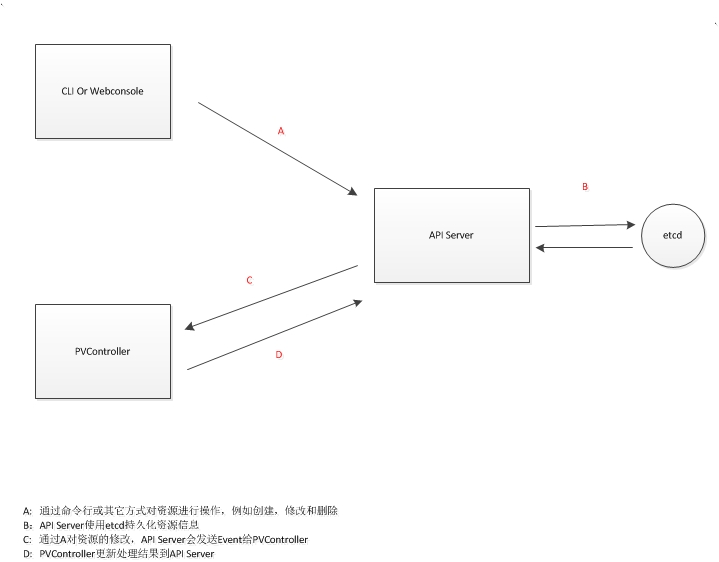 CLI Or Webconsole
A
B
API Server
etcd
C
PVController
D
A: 通过命令行或其它方式对资源进行操作，例如创建，修改和删除
B：API Server使用etcd持久化资源信息
C: 通过A对资源的修改，API Server会发送Event给PVController
D: PVController更新处理结果到API Server